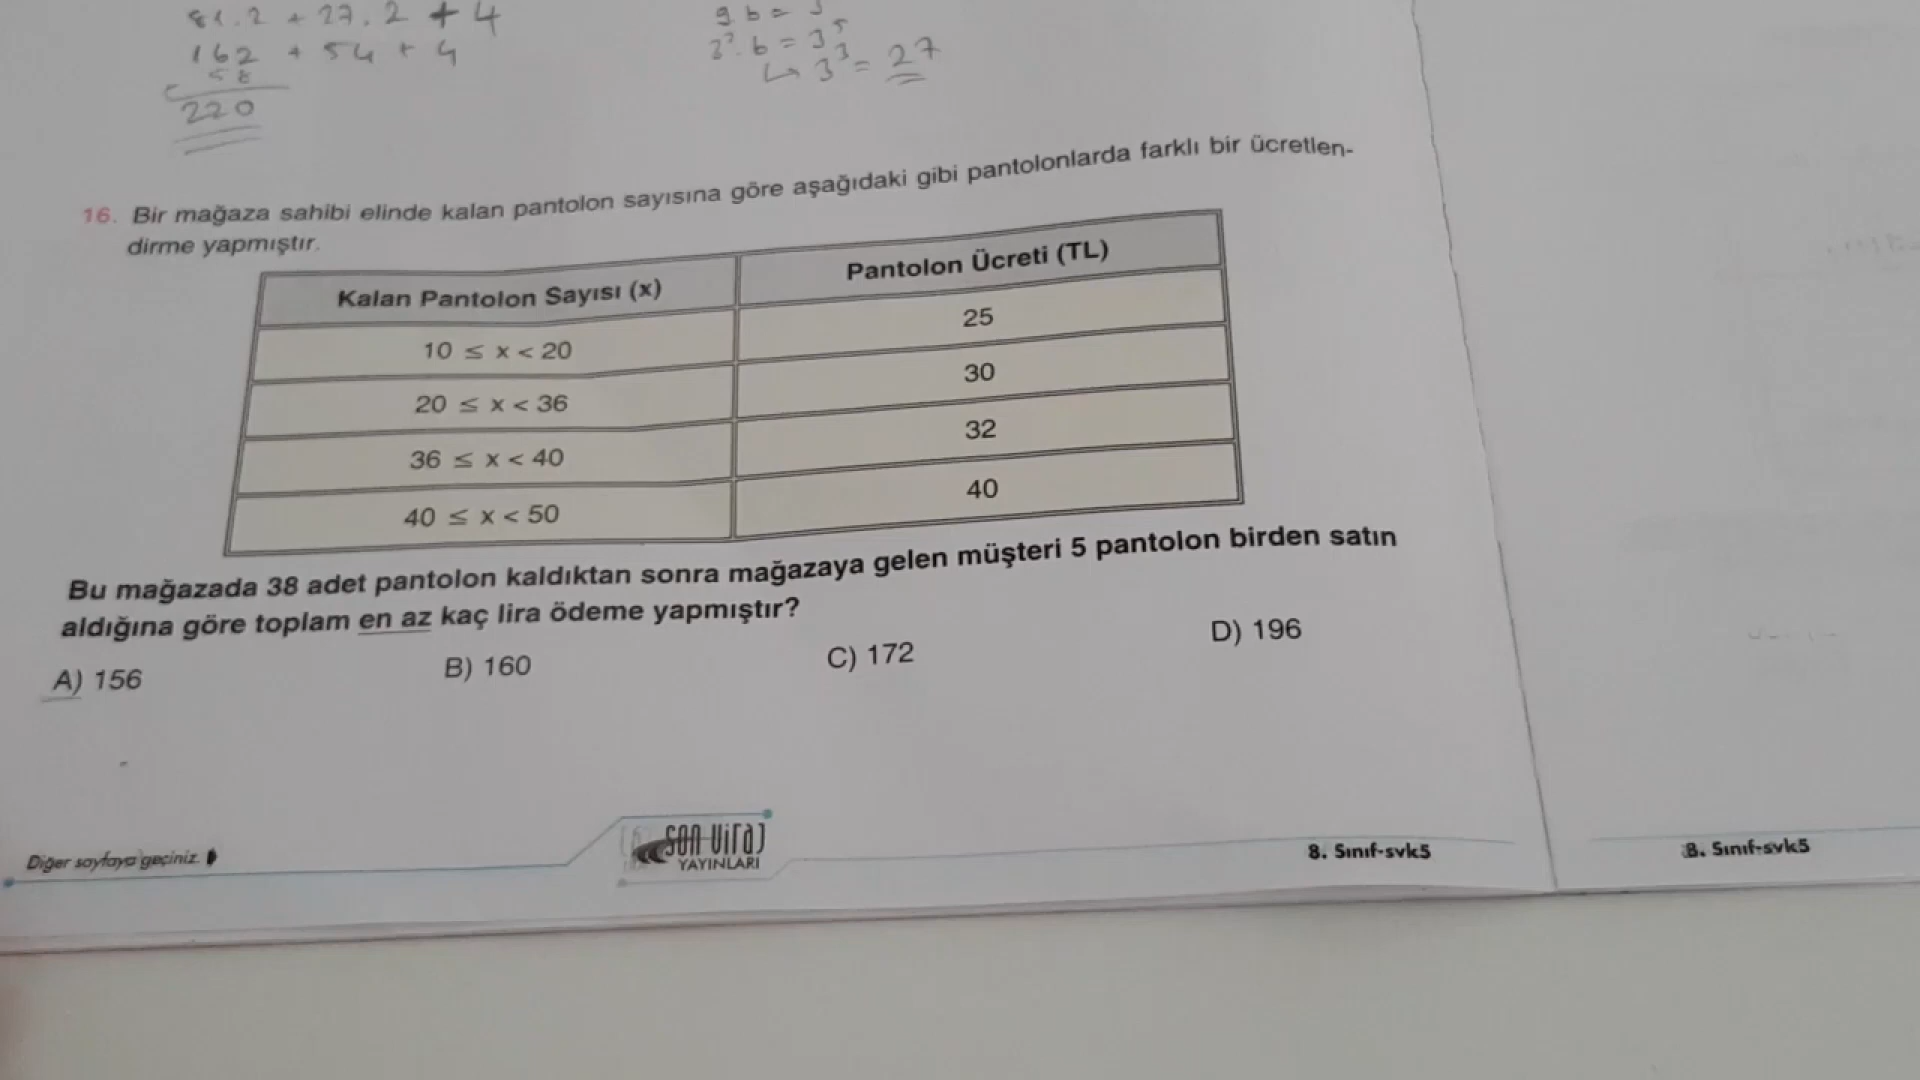 81.2 + 27.2 + 4
162 + 54 + 4
58
220
9 b =
3². b = 3⁵
↳ 3³ = 27
16. Bir mağaza sahibi elinde kalan pantolon sayısına göre aşağıdaki gibi pantolonlarda farklı bir ücretlen-
dirme yapmıştır.
Kalan Pantolon Sayısı (x) Pantolon Ücreti (TL)
10 ≤ x < 20 25
20 ≤ x < 36 30
36 ≤ x < 40 32
40 ≤ x < 50 40
Bu mağazada 38 adet pantolon kaldıktan sonra mağazaya gelen müşteri 5 pantolon birden satın
aldığına göre toplam en az kaç lira ödeme yapmıştır?
A) 156 B) 160 C) 172 D) 196
Diğer sayfaya geçiniz.
son viraj
YAYINLARI
8. Sınıf-svk5
8. Sınıf-svk5